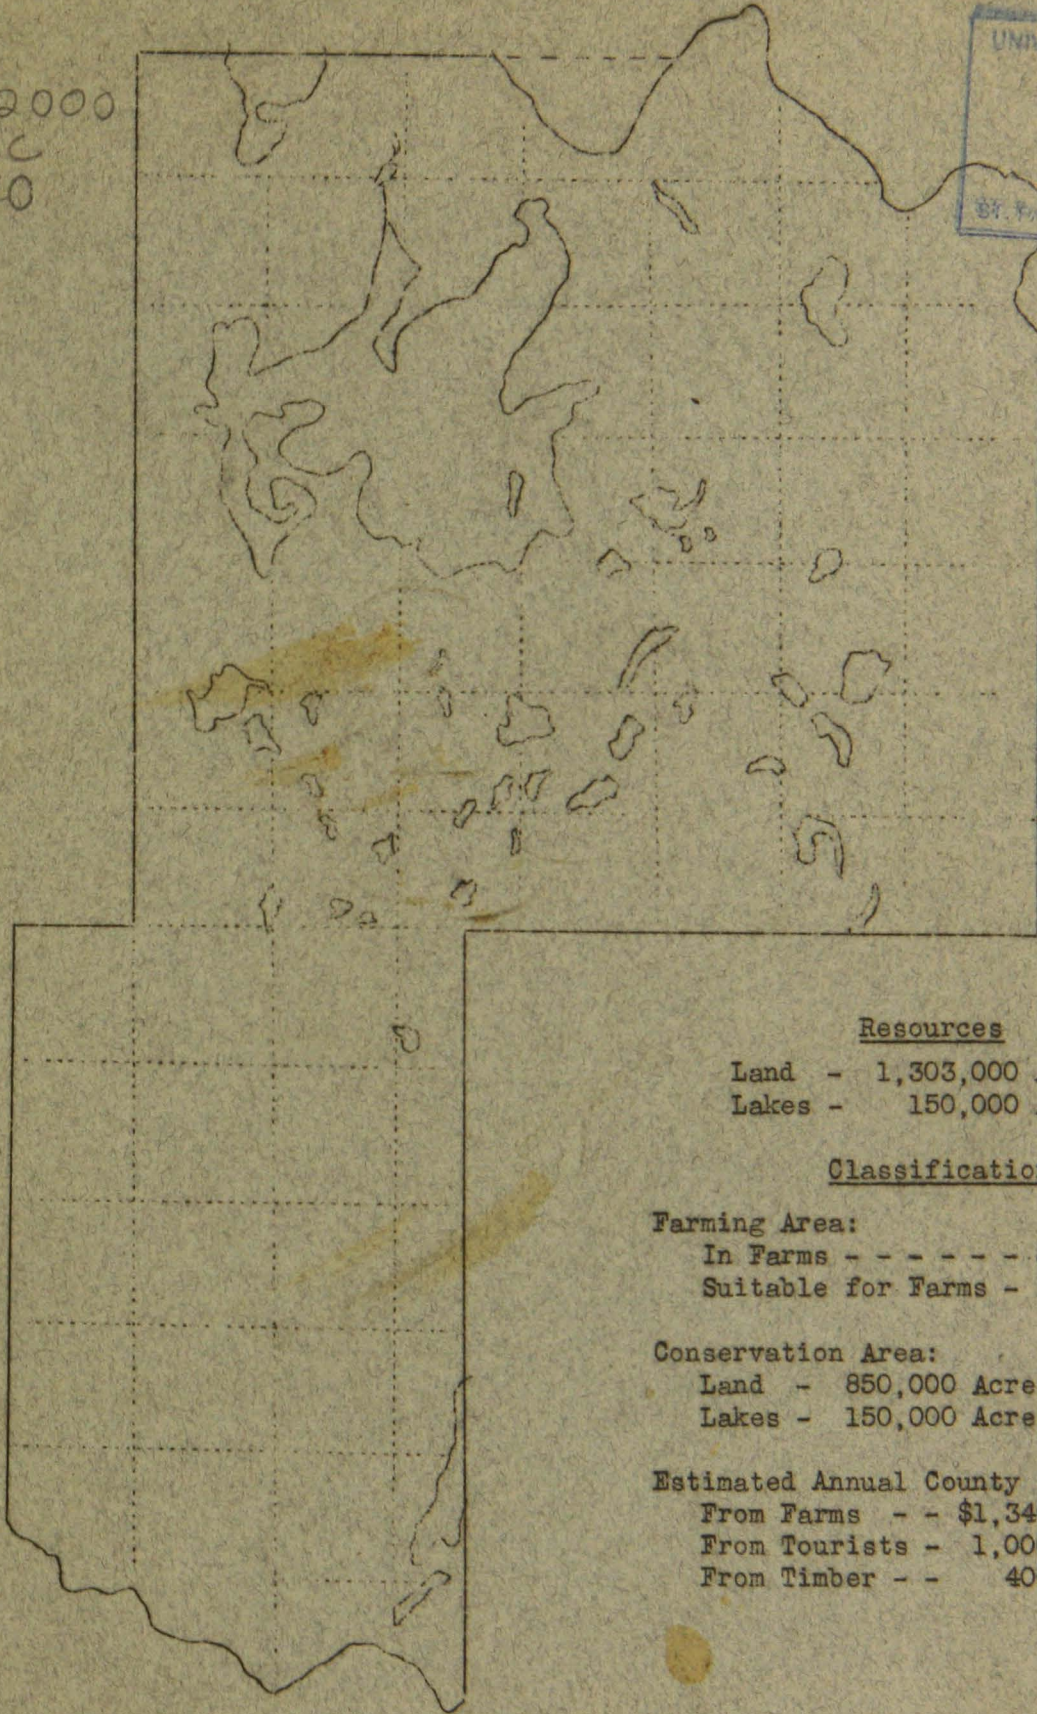 2000
C
UNIV
ST.
Resources
Land - 1,303,000
Lakes - 150,000
Classificatio
Farming Area:
In Farms - - - - - -
Suitable for Farms -
Conservation Area:
Land - 850,000 Acre
Lakes - 150,000 Acre
Estimated Annual County
From Farms - - $1,34
From Tourists - 1,00
From Timber - - 40